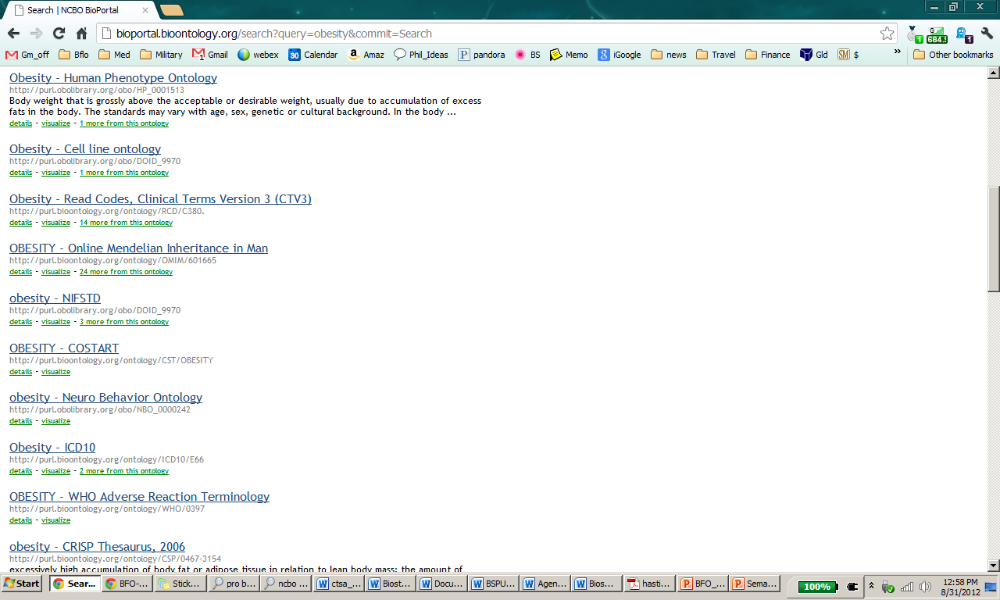 Search | NCBO BioPortal
bioportal.bioontology.org/search?query=obesity&commit=Search
1 684.! 1
Gm_off Bflo Med Military Gmail webex 30 Calendar Amaz Phil_Ideas pandora BS Memo iGoogle news Travel Finance Gld SM $ » Other bookmarks
Obesity - Human Phenotype Ontology
http://purl.obolibrary.org/obo/HP_0001513
Body weight that is grossly above the acceptable or desirable weight, usually due to accumulation of excess
fats in the body. The standards may vary with age, sex, genetic or cultural background. In the body ...
details - visualize - 1 more from this ontology
Obesity - Cell line ontology
http://purl.obolibrary.org/obo/DOID_9970
details - visualize - 1 more from this ontology
Obesity - Read Codes, Clinical Terms Version 3 (CTV3)
http://purl.bioontology.org/ontology/RCD/C380.
details - visualize - 14 more from this ontology
OBESITY - Online Mendelian Inheritance in Man
http://purl.bioontology.org/ontology/OMIM/601665
details - visualize - 24 more from this ontology
obesity - NIFSTD
http://purl.obolibrary.org/obo/DOID_9970
details - visualize - 3 more from this ontology
OBESITY - COSTART
http://purl.bioontology.org/ontology/CST/OBESITY
details - visualize
obesity - Neuro Behavior Ontology
http://purl.obolibrary.org/obo/NBO_0000242
details - visualize
Obesity - ICD10
http://purl.bioontology.org/ontology/ICD10/E66
details - visualize - 2 more from this ontology
OBESITY - WHO Adverse Reaction Terminology
http://purl.bioontology.org/ontology/WHO/0397
details - visualize
obesity - CRISP Thesaurus, 2006
http://purl.bioontology.org/ontology/CSP/0467-3154
excessively high accumulation of body fat or adipose tissue in relation to lean body mass; the amount of
Start Sear... BFO-... Stick... pro b... ncbo ... ctsa_... Biost... Docu... BSPU... Agen... Bios... hasti... BFO_... Sema... 100% 12:58 PM
8/31/2012